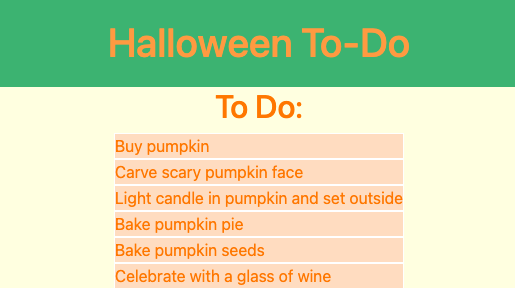 Halloween To-Do
To Do:
Buy pumpkin
Carve scary pumpkin face
Light candle in pumpkin and set outside
Bake pumpkin pie
Bake pumpkin seeds
Celebrate with a glass of wine